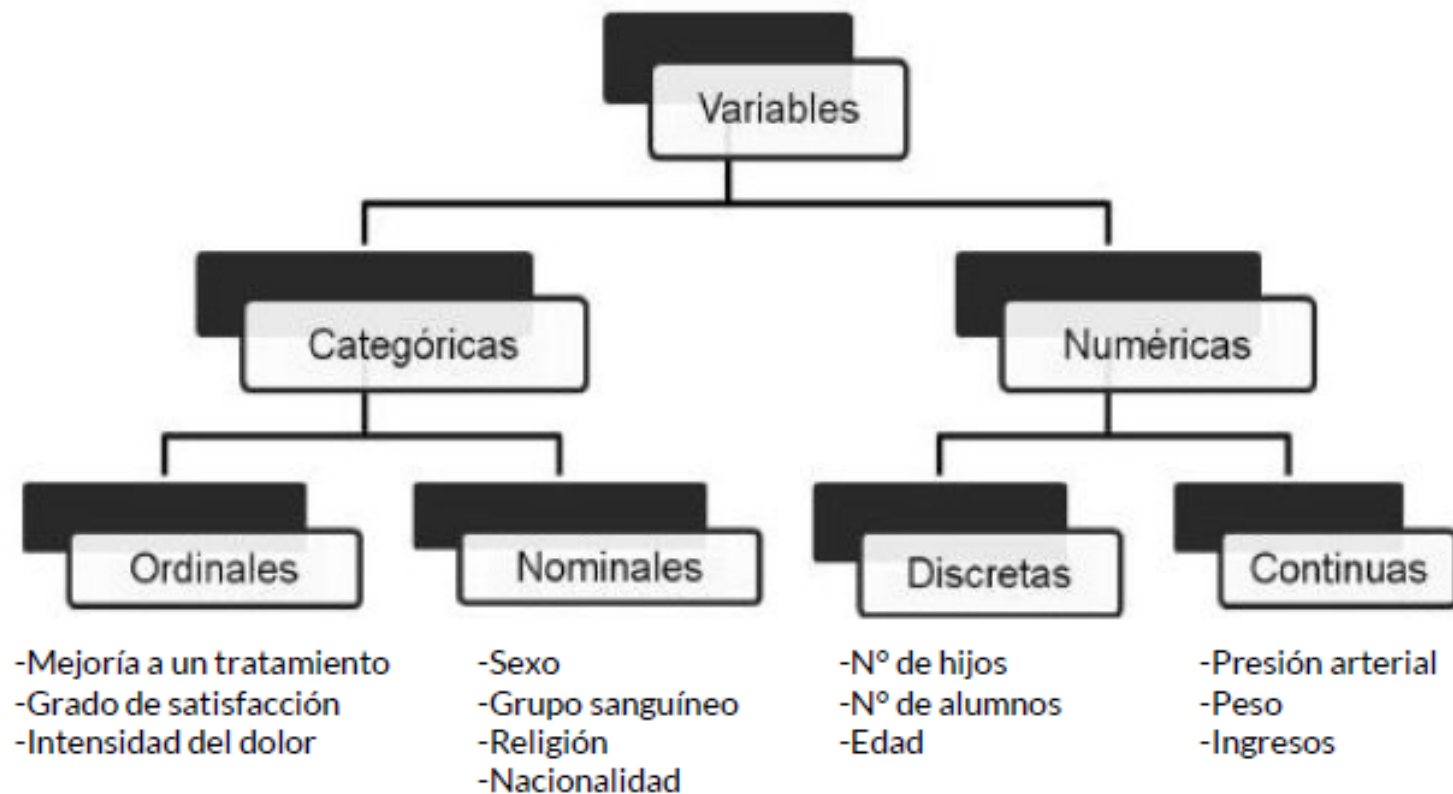 Variables
Categóricas
Numéricas
Ordinales
Nominales
Discretas
Continuas
-Mejoría a un tratamiento
-Grado de satisfacción
-Intensidad del dolor
-Sexo
-Grupo sanguíneo
-Religión
-Nacionalidad
-Nº de hijos
-Nº de alumnos
-Edad
-Presión arterial
-Peso
-Ingresos